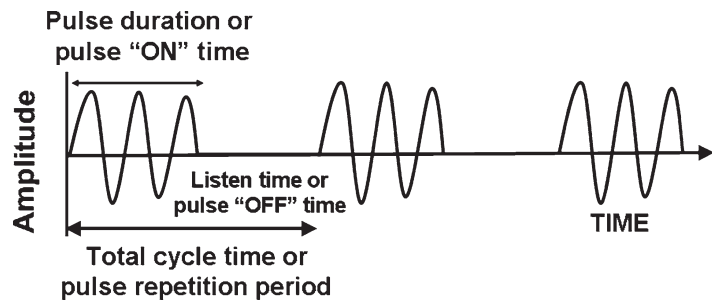 Pulse duration or
pulse “ON” time
Amplitude
Listen time or
pulse “OFF” time
TIME
Total cycle time or
pulse repetition period